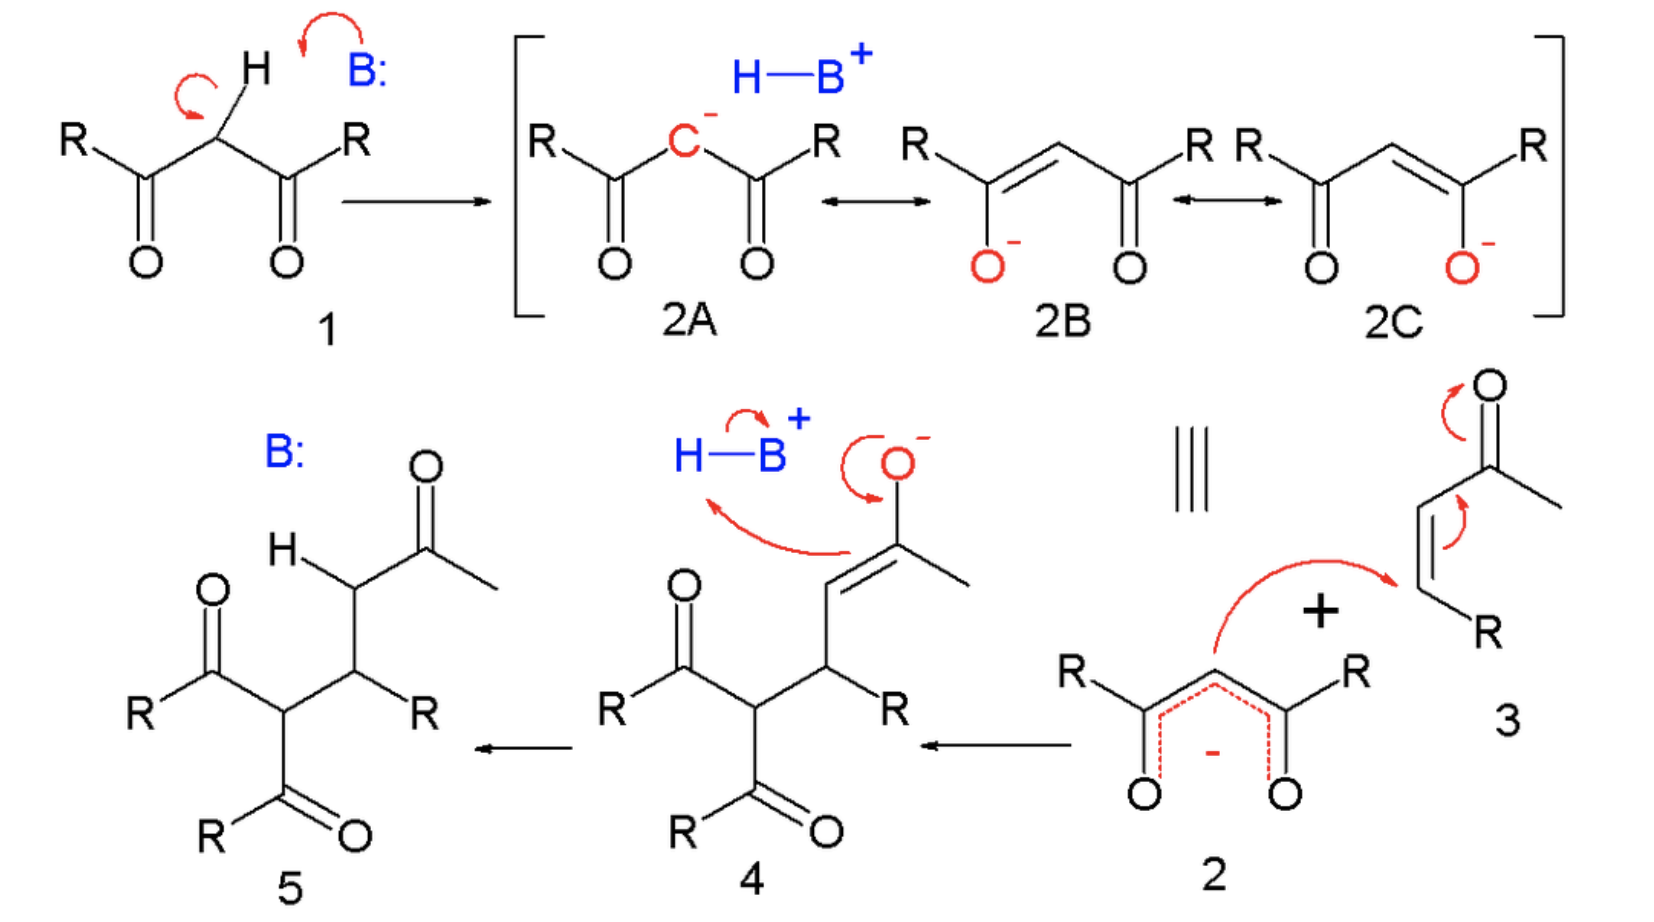 H B:
R R
O O
1
H—B+
R C- R
O O
2A
R R
O- O
2B
R R
O O-
2C
B:
O
H
O
R R
R O
5
H—B+
O-
O
R R
R O
4
O
+
R
3
R R
-
O O
2